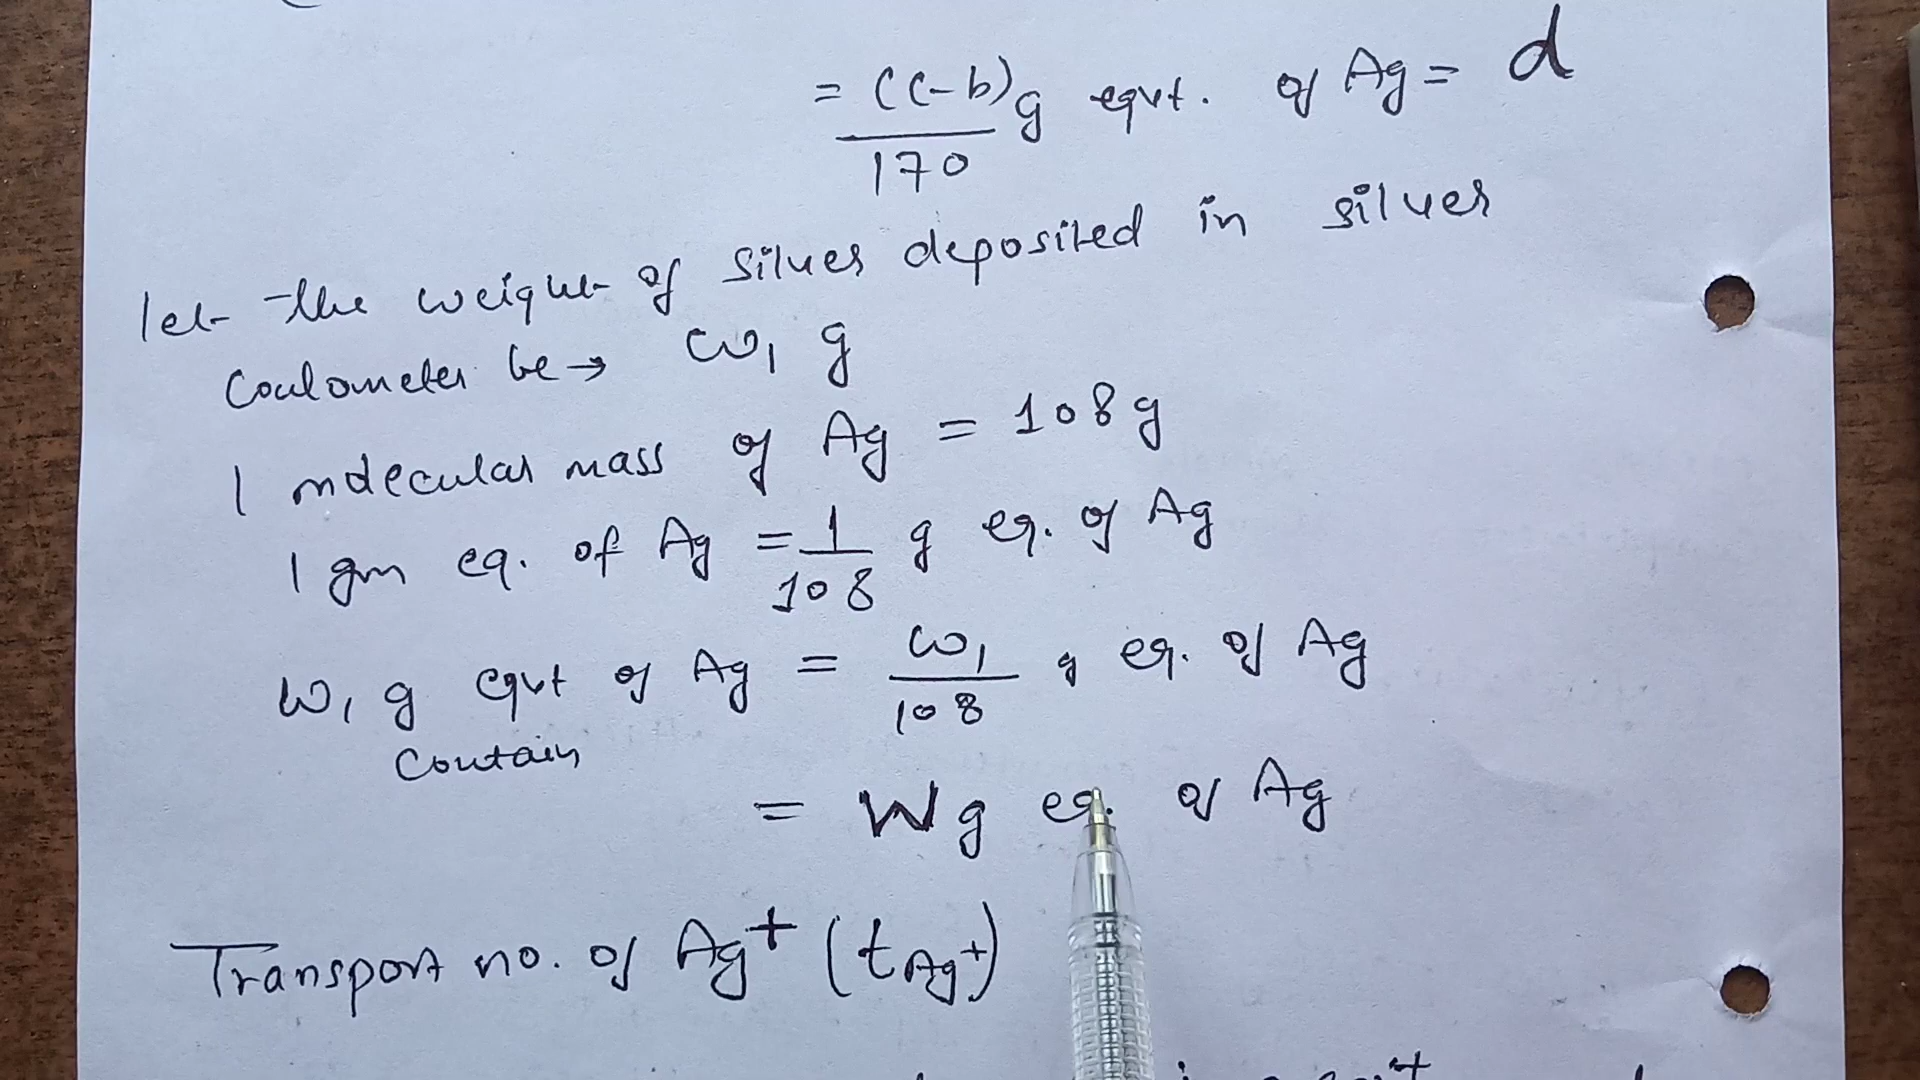 = (c-b) g eqvt. of Ag = d
170
let the weight of silver deposited in silver
Coulometer be → w₁ g
1 molecular mass of Ag = 108 g
1 gm eq. of Ag = 1/108 g eq. of Ag
W₁ g eqvt of Ag = w₁/108 g eq. of Ag
contain
= W g eq. of Ag
Transport no. of Ag⁺ (tAg⁺)